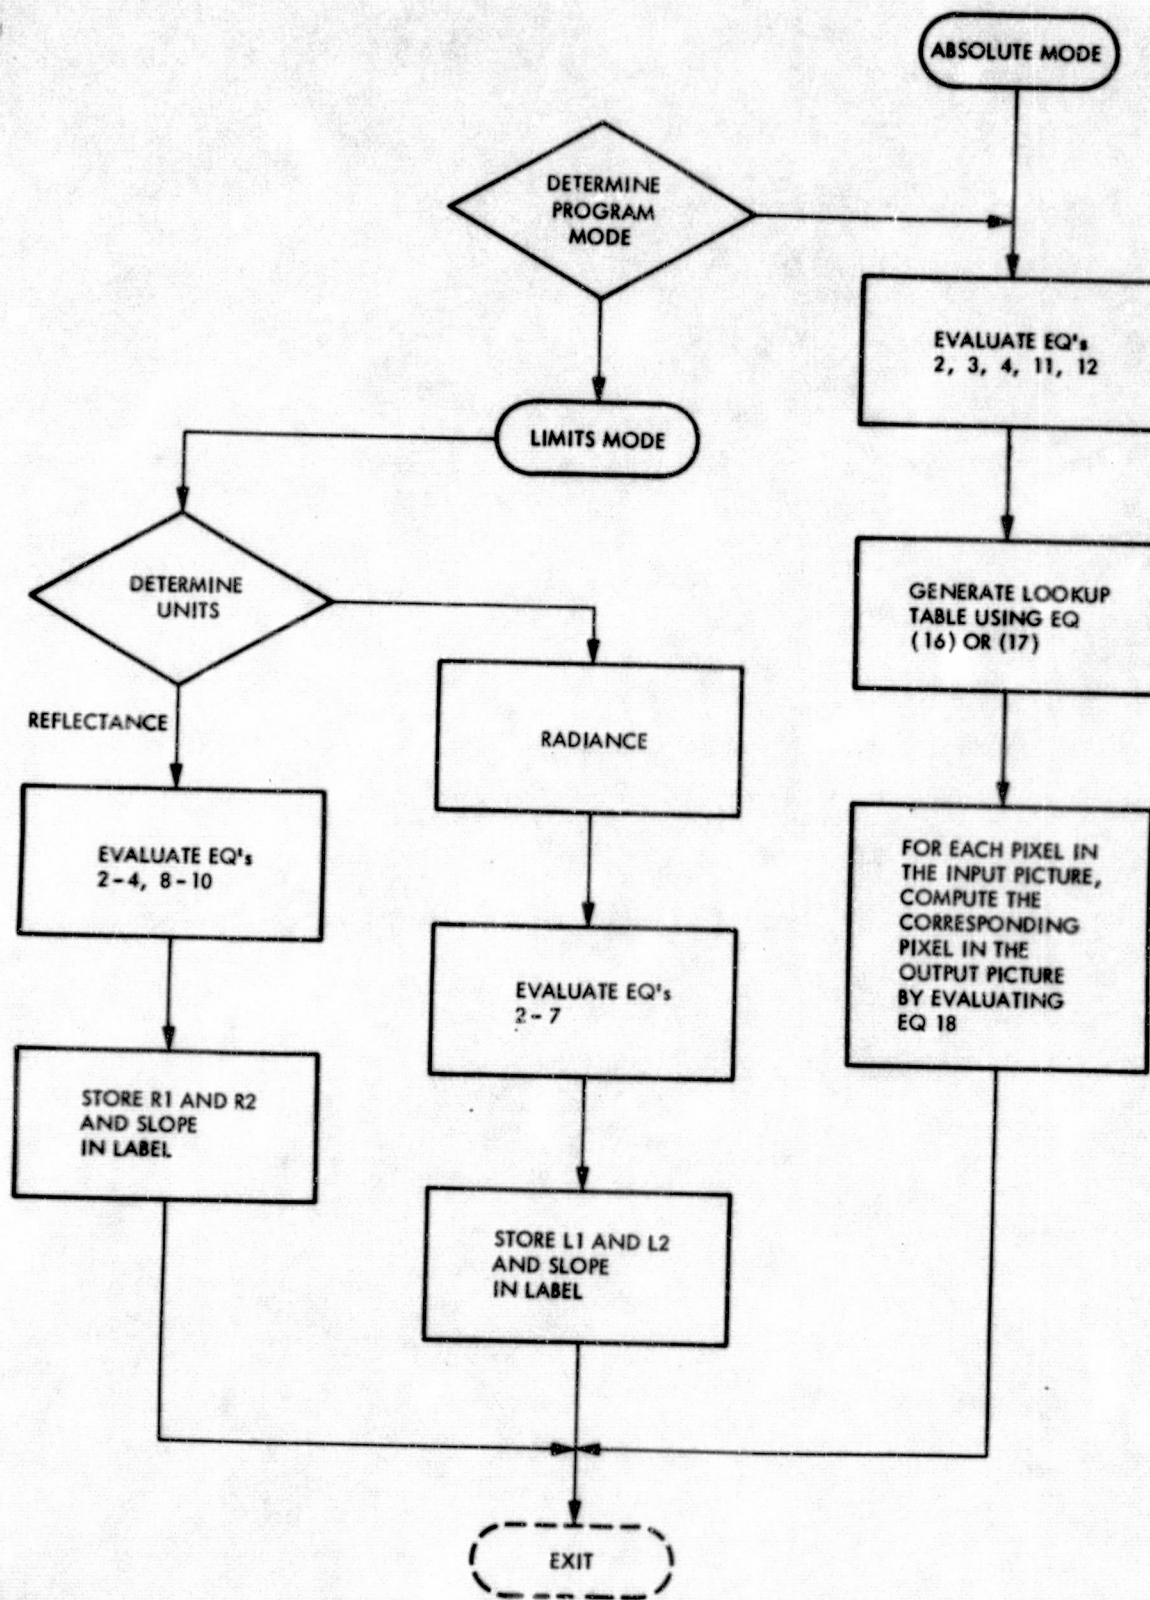 ABSOLUTE MODE
DETERMINE
PROGRAM
MODE
EVALUATE EQ's
2, 3, 4, 11, 12
LIMITS MODE
DETERMINE
UNITS
GENERATE LOOKUP
TABLE USING EQ
(16) OR (17)
REFLECTANCE
RADIANCE
EVALUATE EQ's
2-4, 8-10
FOR EACH PIXEL IN
THE INPUT PICTURE,
COMPUTE THE
CORRESPONDING
PIXEL IN THE
OUTPUT PICTURE
BY EVALUATING
EQ 18
EVALUATE EQ's
2-7
STORE R1 AND R2
AND SLOPE
IN LABEL
STORE L1 AND L2
AND SLOPE
IN LABEL
EXIT